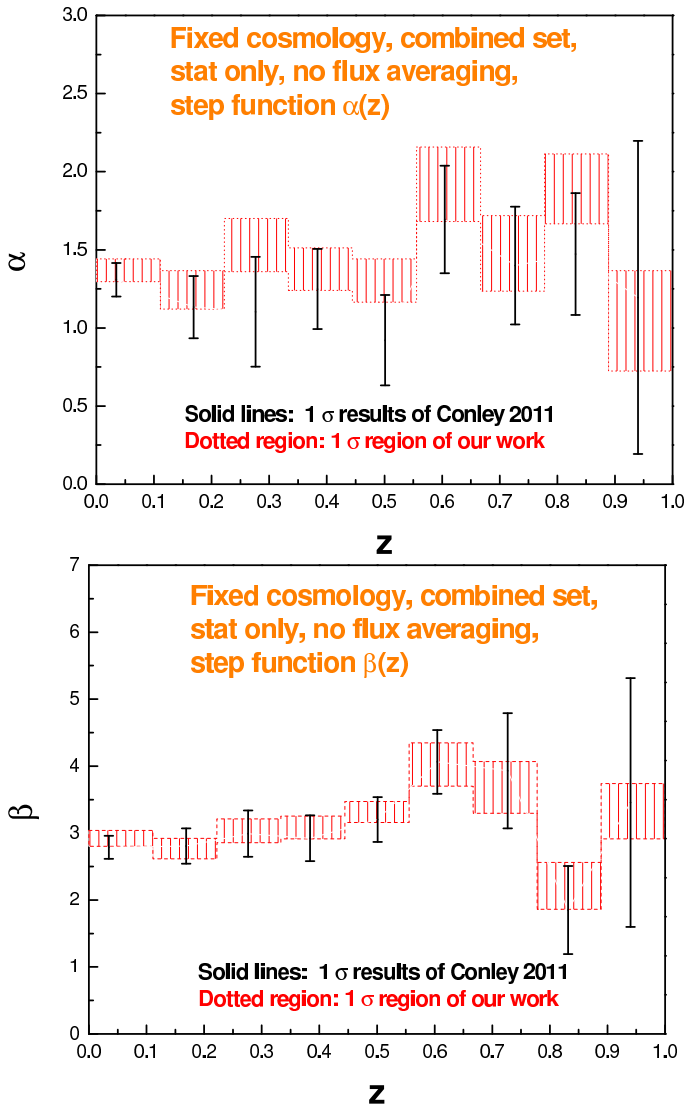 3.0
Fixed cosmology, combined set,
stat only, no flux averaging,
step function α(z)
2.5
2.0
α
1.5
1.0
Solid lines: 1 σ results of Conley 2011
0.5
Dotted region: 1 σ region of our work
0.0
0.0 0.1 0.2 0.3 0.4 0.5 0.6 0.7 0.8 0.9 1.0
z
7
Fixed cosmology, combined set,
6
stat only, no flux averaging,
step function β(z)
5
4
β
3
2
1
Solid lines: 1 σ results of Conley 2011
Dotted region: 1 σ region of our work
0
0.0 0.1 0.2 0.3 0.4 0.5 0.6 0.7 0.8 0.9 1.0
z